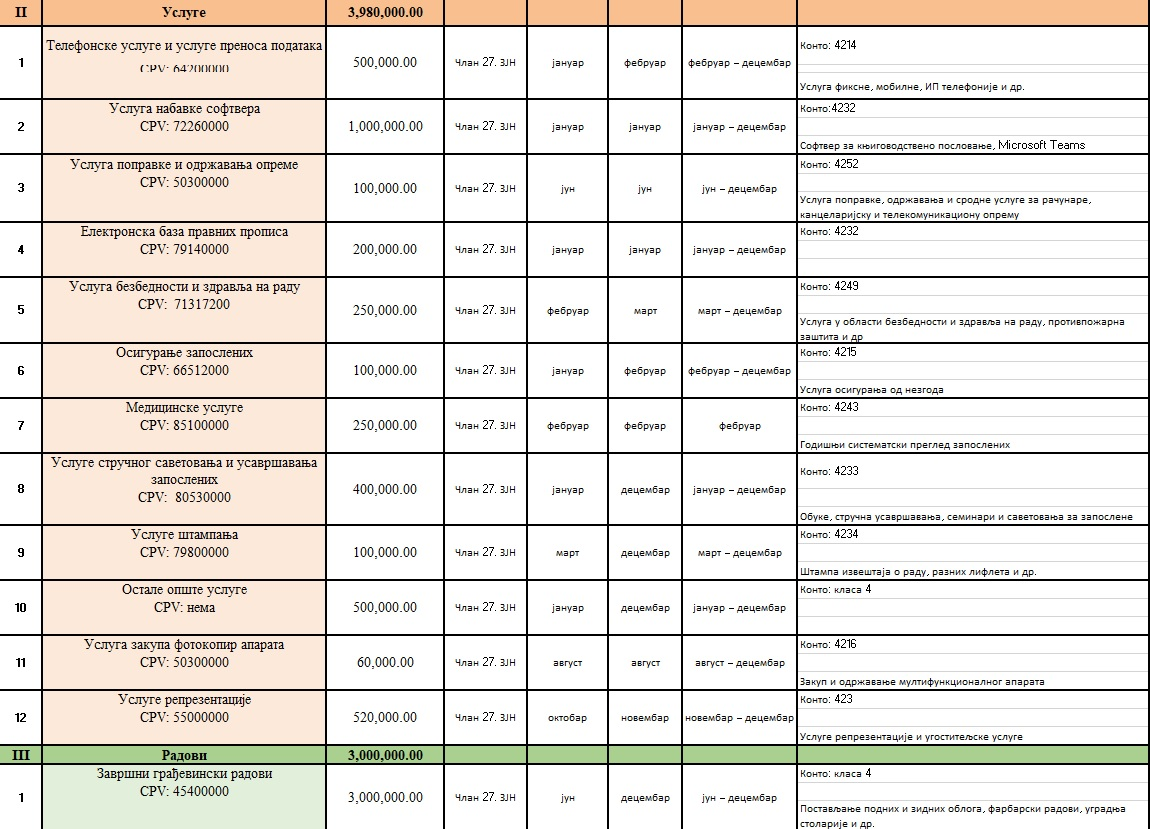 II Услуге 3,980,000.00
Телефонске услуге и услуге преноса података
CPV: 64200000
1 500,000.00 Члан 27. ЗЈН јануар фебруар фебруар – децембар
Конто: 4214
Услуга фиксне, мобилне, ИП телефоније и др.
Услуга набавке софтвера
CPV: 72260000
2 1,000,000.00 Члан 27. ЗЈН јануар јануар јануар – децембар
Конто:4232
Софтвер за књиговодствено пословање, Microsoft Teams
Услуга поправке и одржавања опреме
CPV: 50300000
3 100,000.00 Члан 27. ЗЈН јун јун јун – децембар
Конто: 4252
Услуга поправке, одржавања и сродне услуге за рачунаре,
канцеларијску и телекомуникациону опрему
Електронска база правних прописа
CPV: 79140000
4 200,000.00 Члан 27. ЗЈН јануар јануар јануар – децембар
Конто: 4232
Услуга безбедности и здравља на раду
CPV: 71317200
5 250,000.00 Члан 27. ЗЈН фебруар март март – децембар
Конто: 4249
Услуга у области безбедности и здравља на раду, противпожарна
заштита и др
Осигурање запослених
CPV: 66512000
6 100,000.00 Члан 27. ЗЈН јануар фебруар фебруар – децембар
Конто: 4215
Услуга осигурања од незгода
Медицинске услуге
CPV: 85100000
7 250,000.00 Члан 27. ЗЈН фебруар фебруар фебруар
Конто: 4243
Годишњи систематски преглед запослених
Услуге стручног саветовања и усавршавања
запослених
CPV: 80530000
8 400,000.00 Члан 27. ЗЈН јануар децембар јануар – децембар
Конто: 4233
Обуке, стручна усавршавања, семинари и саветовања за запослене
Услуге штампања
CPV: 79800000
9 100,000.00 Члан 27. ЗЈН март децембар март – децембар
Конто: 4234
Штампа извештаја о раду, разних лифлета и др.
Остале опште услуге
CPV: нема
10 500,000.00 Члан 27. ЗЈН јануар децембар јануар – децембар
Конто: класа 4
Услуга закупа фотокопир апарата
CPV: 50300000
11 60,000.00 Члан 27. ЗЈН август август август – децембар
Конто: 4216
Закуп и одржавање мултифункционалног апарата
Услуге репрезентације
CPV: 55000000
12 520,000.00 Члан 27. ЗЈН октобар новембар новембар – децембар
Конто: 423
Услуге репрезентације и угоститељске услуге
III Радови 3,000,000.00
Завршни грађевински радови
CPV: 45400000
1 3,000,000.00 Члан 27. ЗЈН јун децембар јун – децембар
Конто: класа 4
Постављање подних и зидних облога, фарбарски радови, уградња
столарије и др.